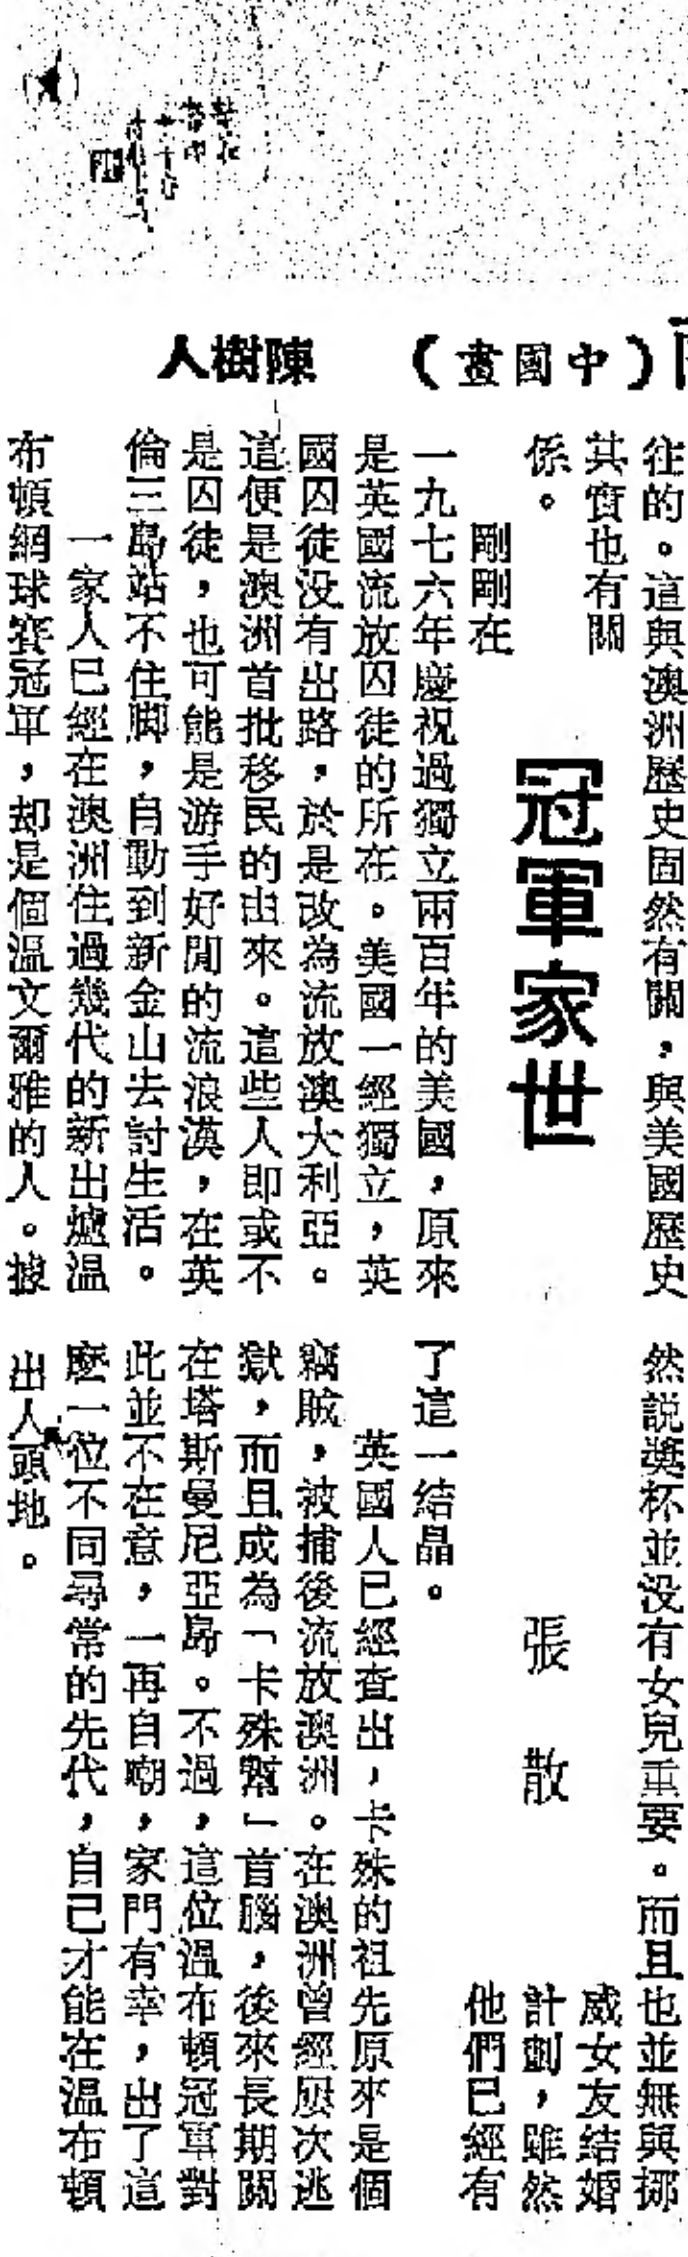 (中國畫) 陳樹人
冠軍家世
張散
往的。這與澳洲歷史固然有關，與美國歷史
其實也有關
係。
剛剛在
一九七六年慶祝過獨立兩百年的美國，原來
是英國流放囚徒的所在。美國一經獨立，英
國囚徒没有出路，於是改為流放澳大利亞。
這便是澳洲首批移民的由來。這些人即或不
是囚徒，也可能是游手好閒的流浪漢，在英
倫三島站不住脚，自動到新金山去討生活。
一家人已經在澳洲住過幾代的新出爐温
布頓網球賽冠軍，却是個温文爾雅的人。據
然説奬杯並没有女兒重要。而且也並無與挪
威女友結婚
計劃，雖然
他們已經有
了這一結晶。
英國人已經查出，卡殊的祖先原來是個
竊賊，被捕後流放澳洲。在澳洲曾經屢次逃
獄，而且成為「卡殊幫」首腦，後來長期關
在塔斯曼尼亞島。不過，這位温布頓冠軍對
此並不在意，一再自嘲，家門有幸，出了這
麽一位不同尋常的先代，自己才能在温布頓
出人頭地。